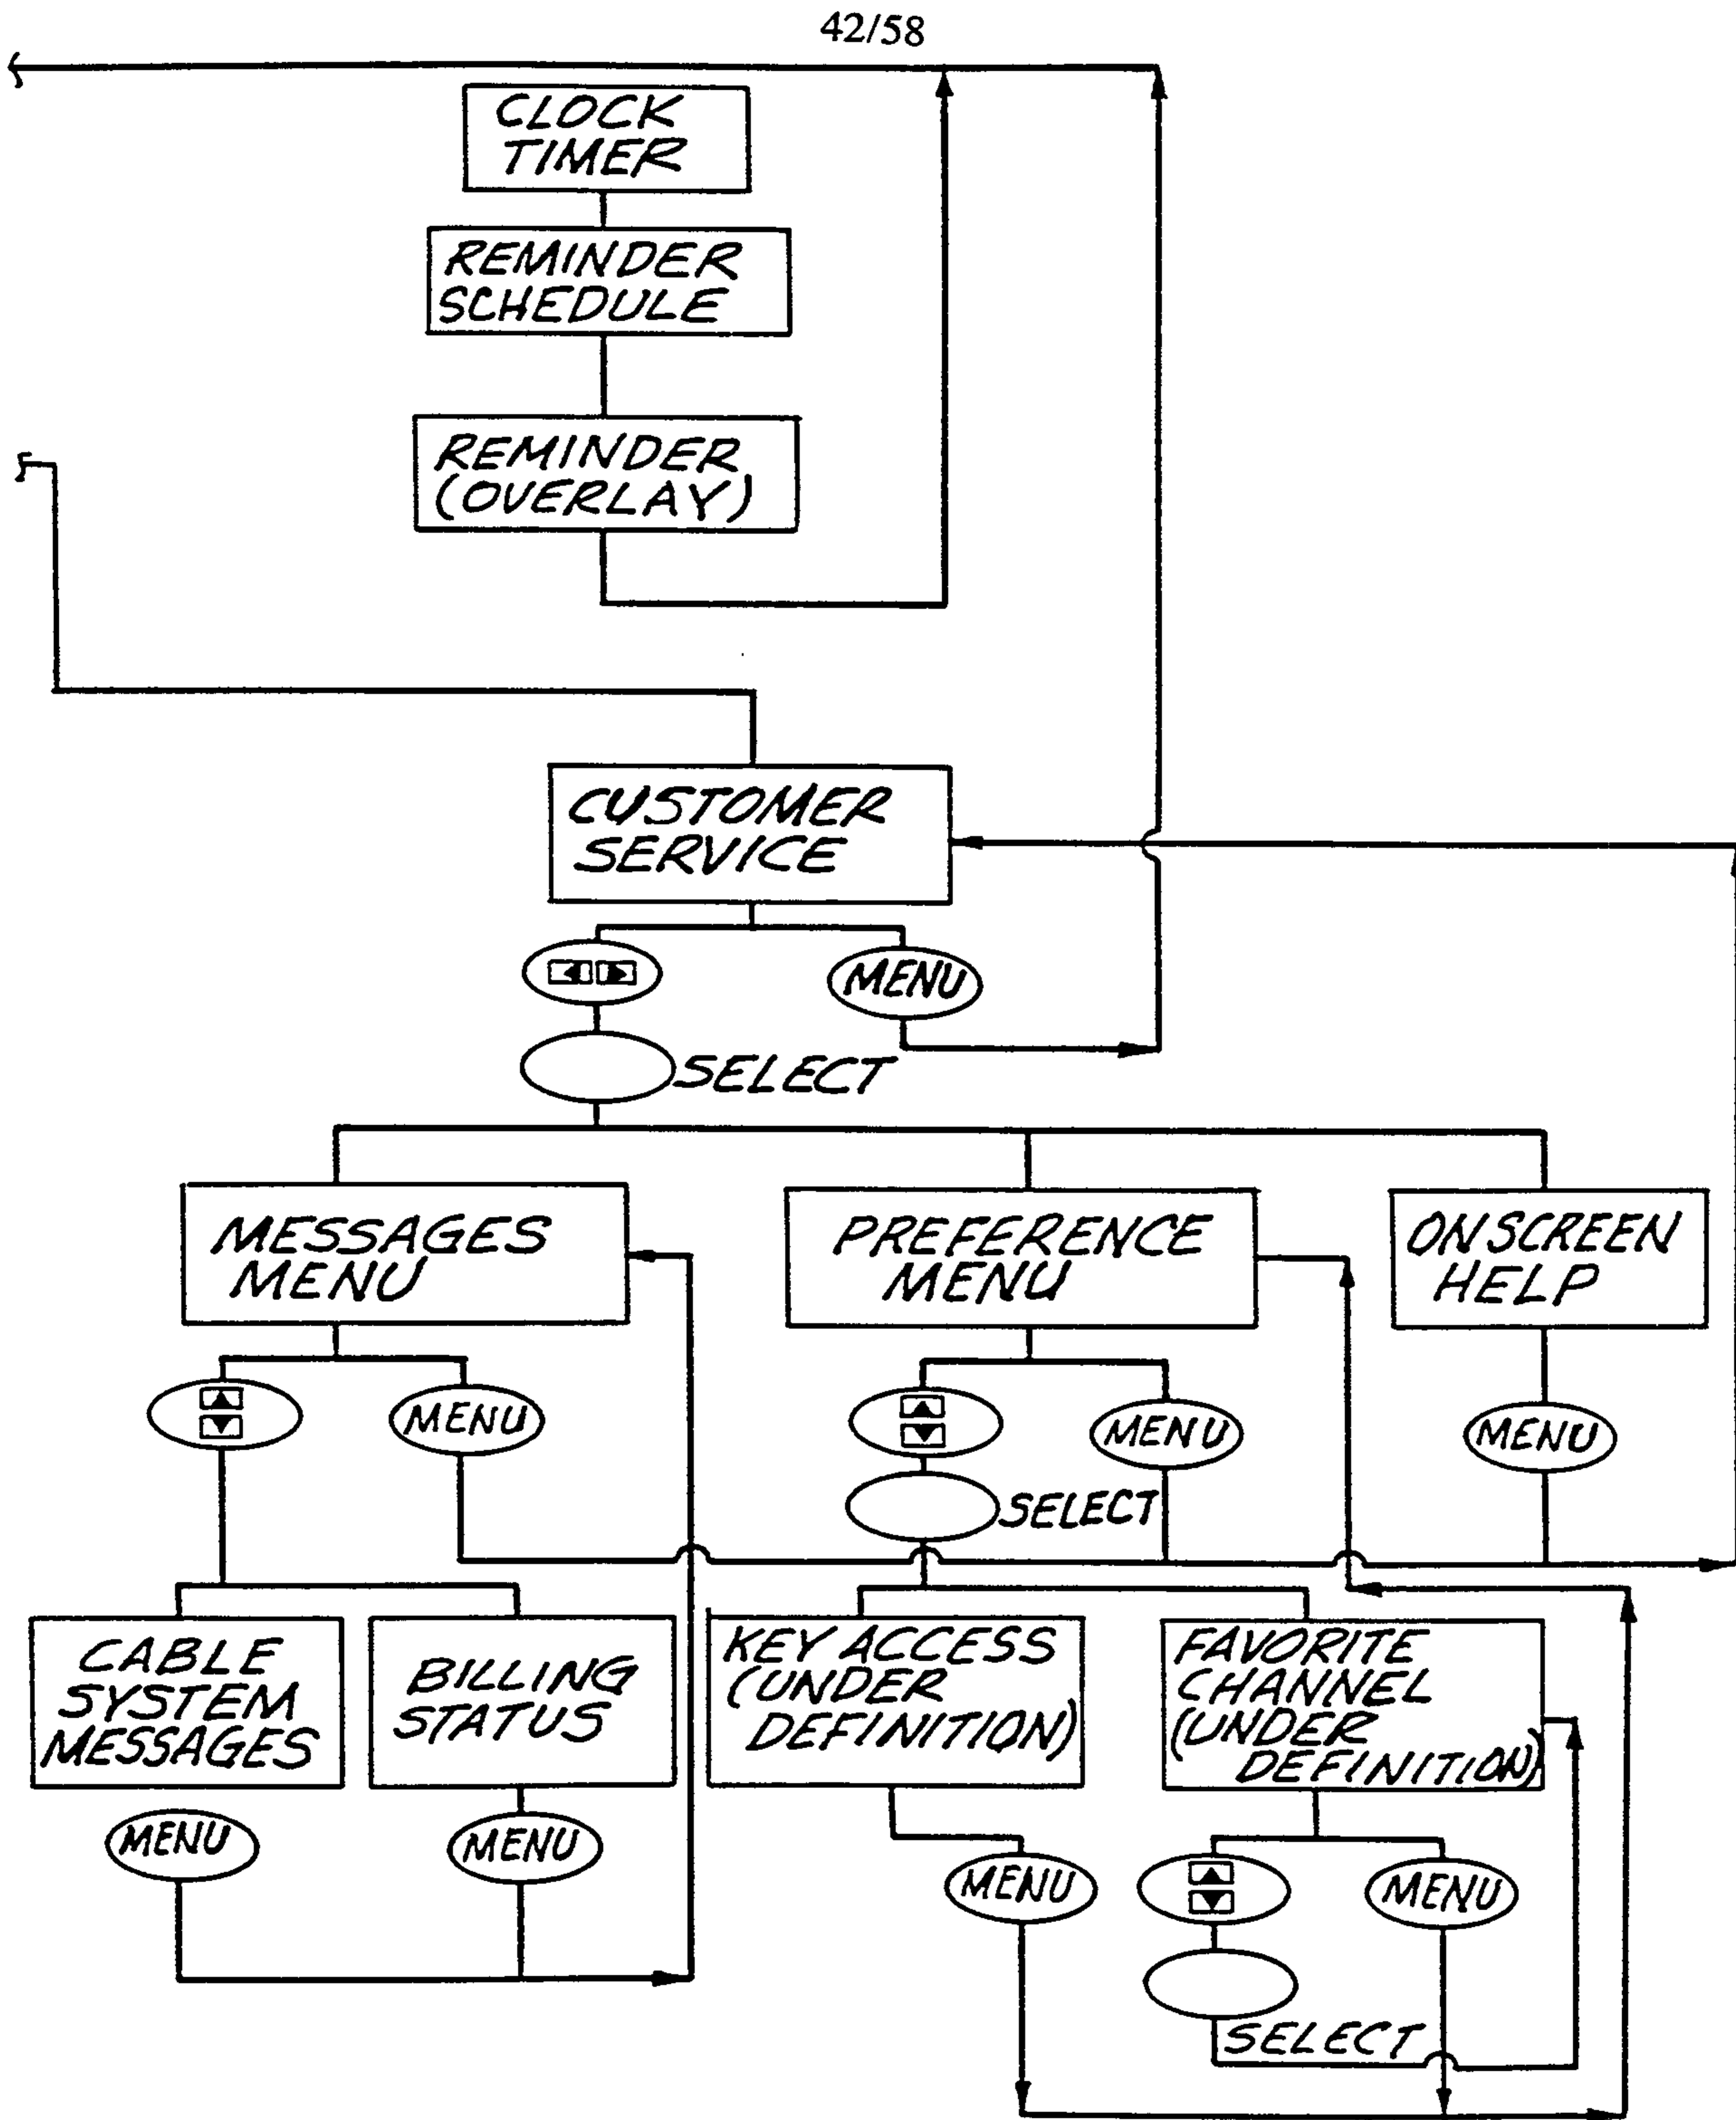 42/58
CLOCK
TIMER
REMINDER
SCHEDULE
REMINDER
(OVERLAY)
CUSTOMER
SERVICE
MENU
SELECT
MESSAGES
MENU
PREFERENCE
MENU
ON SCREEN
HELP
MENU
MENU
MENU
SELECT
CABLE
SYSTEM
MESSAGES
BILLING
STATUS
KEY ACCESS
(UNDER
DEFINITION)
FAVORITE
CHANNEL
(UNDER
DEFINITION)
MENU
MENU
MENU
MENU
SELECT